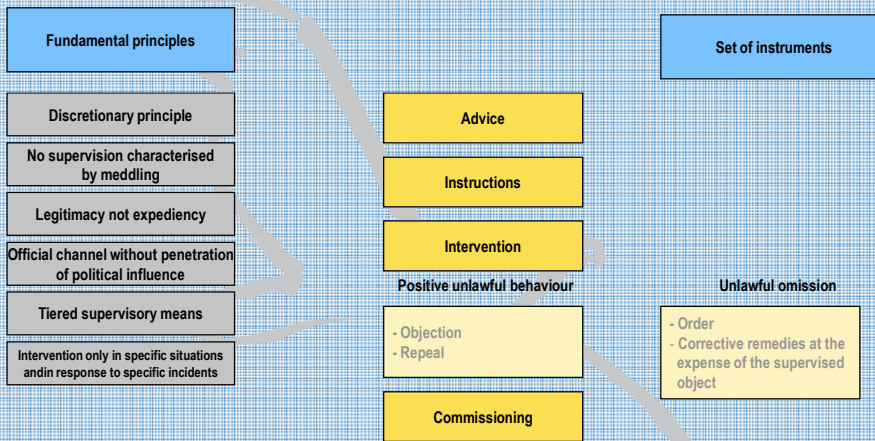 Fundamental principles
Set of instruments
Discretionary principle
No supervision characterised
by meddling
Legitimacy not expediency
Official channel without penetration
of political influence
Tiered supervisory means
Intervention only in specific situations
andin response to specific incidents
Advice
Instructions
Intervention
Positive unlawful behaviour
- Objection
- Repeal
Commissioning
Unlawful omission
- Order
- Corrective remedies at the
expense of the supervised
object